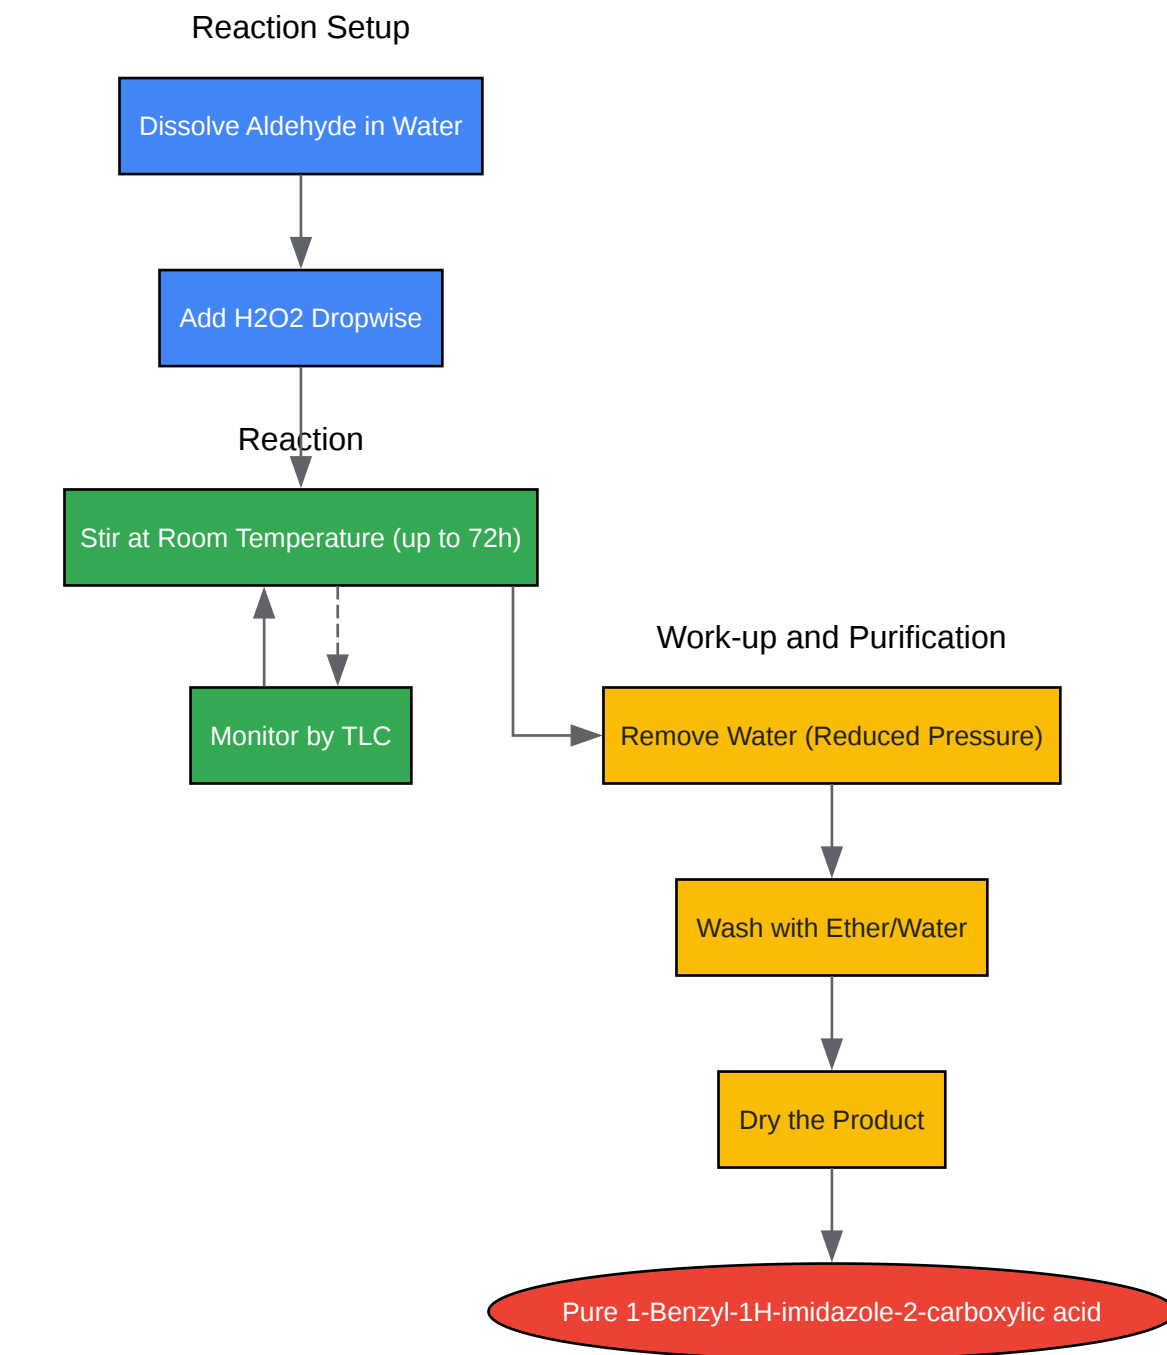 Reaction Setup
Dissolve Aldehyde in Water
Add H2O2 Dropwise
Reaction
Stir at Room Temperature (up to 72h)
Monitor by TLC
Work-up and Purification
Remove Water (Reduced Pressure)
Wash with Ether/Water
Dry the Product
Pure 1-Benzyl-1H-imidazole-2-carboxylic acid